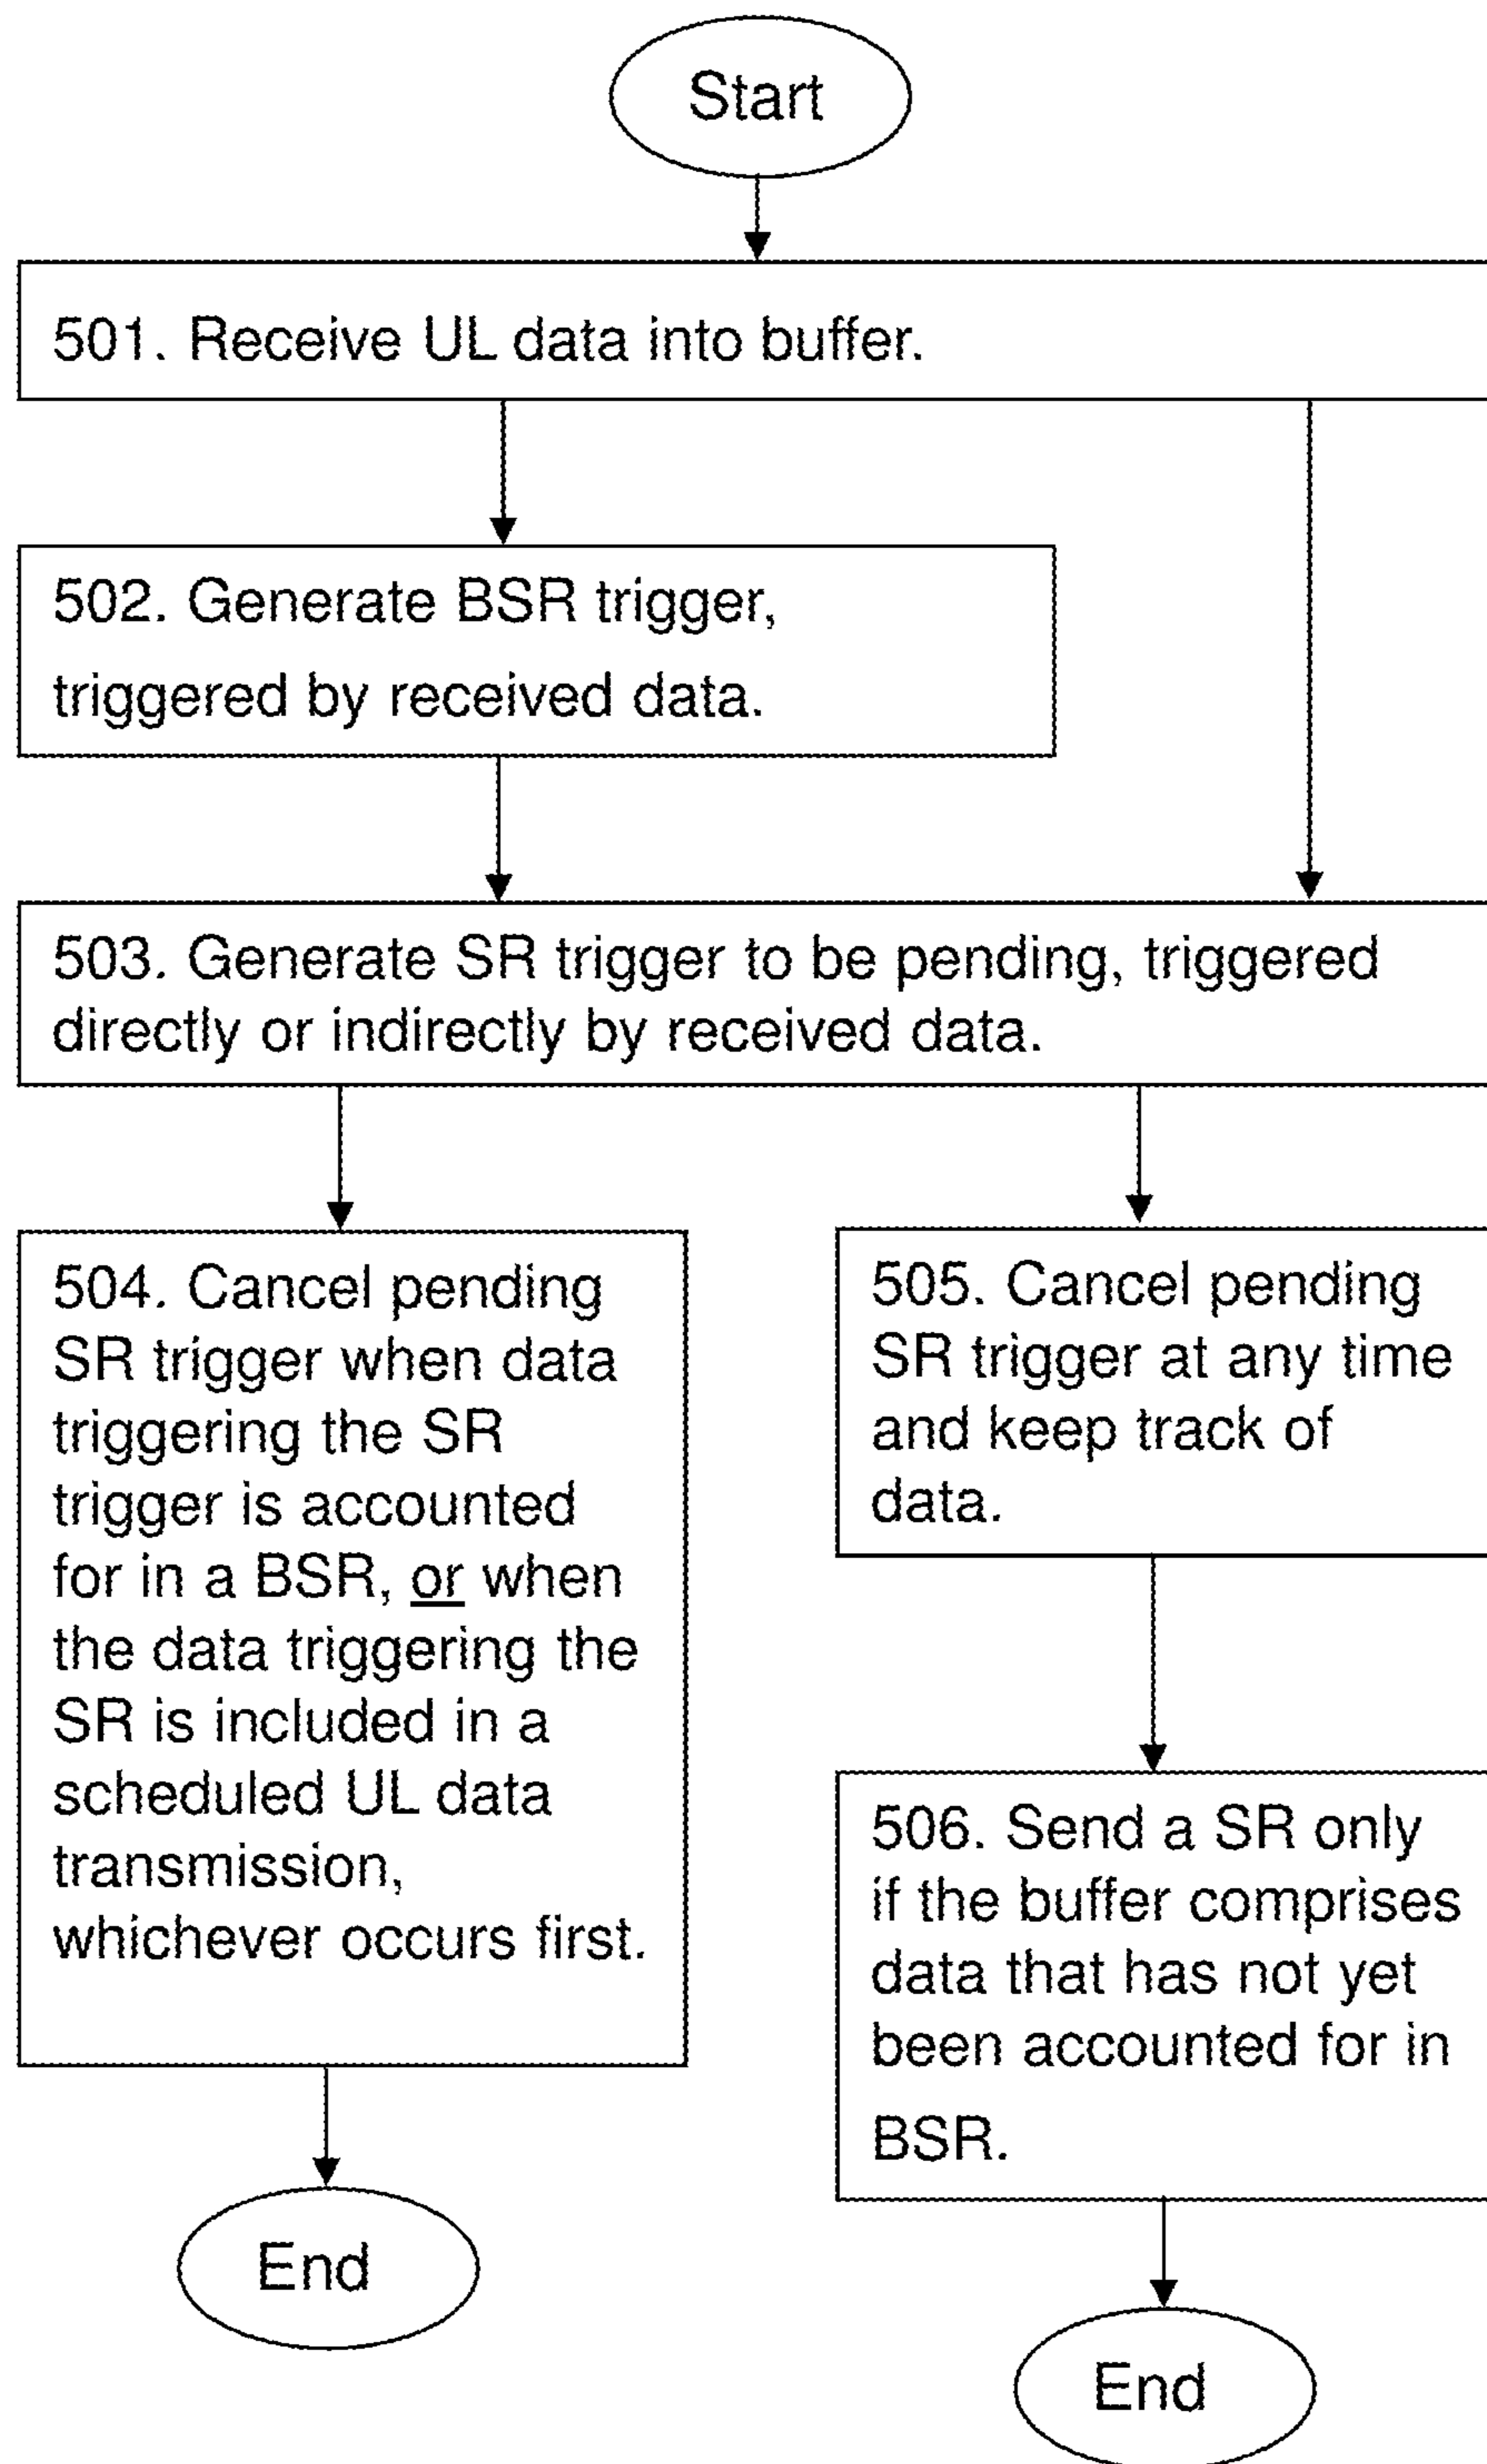 Start
501. Receive UL data into buffer.
502. Generate BSR trigger,
triggered by received data.
503. Generate SR trigger to be pending, triggered
directly or indirectly by received data.
504. Cancel pending
SR trigger when data
triggering the SR
trigger is accounted
for in a BSR, or when
the data triggering the
SR is included in a
scheduled UL data
transmission,
whichever occurs first.
End
505. Cancel pending
SR trigger at any time
and keep track of
data.
506. Send a SR only
if the buffer comprises
data that has not yet
been accounted for in
BSR.
End